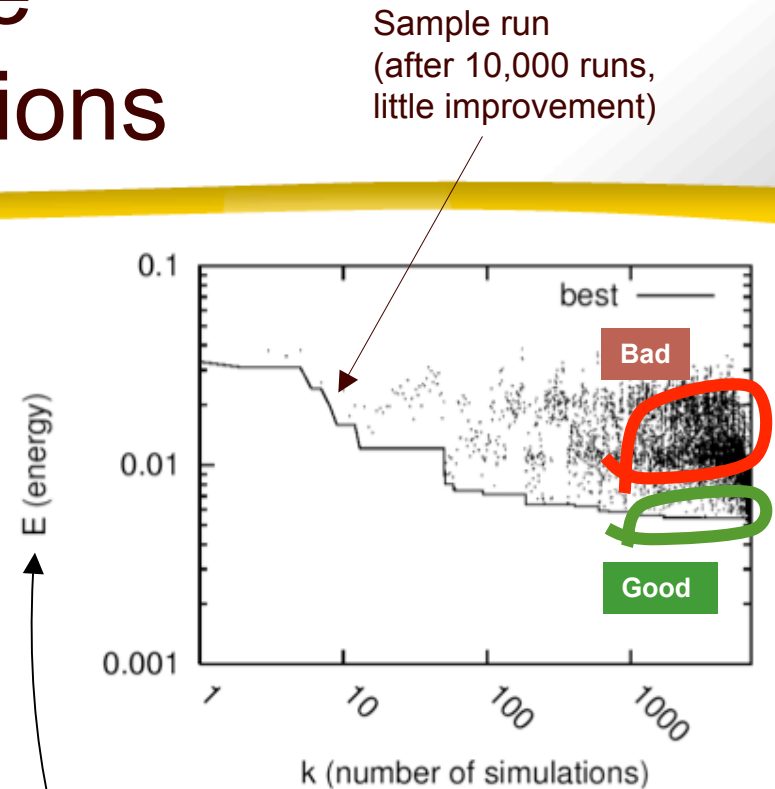 ions
Sample run
(after 10,000 runs,
little improvement)
0.1
best
Bad
E (energy)
0.01
Good
0.001
1
10
100
1000
k (number of simulations)